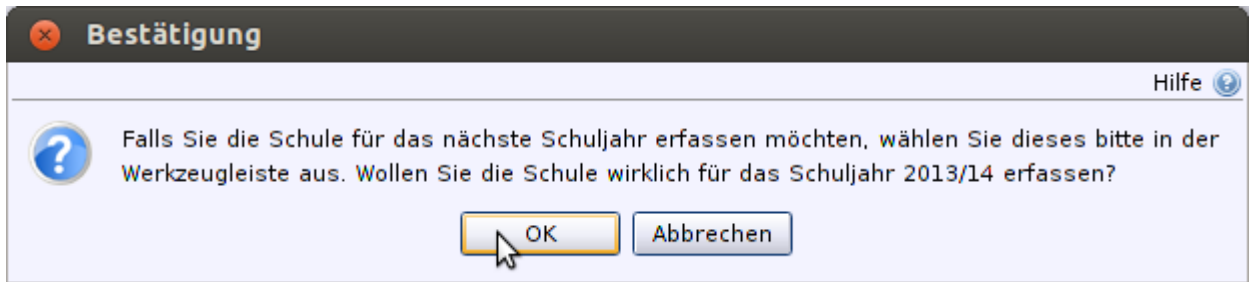 Bestätigung
Hilfe
Falls Sie die Schule für das nächste Schuljahr erfassen möchten, wählen Sie dieses bitte in der
Werkzeugleiste aus. Wollen Sie die Schule wirklich für das Schuljahr 2013/14 erfassen?
OK Abbrechen